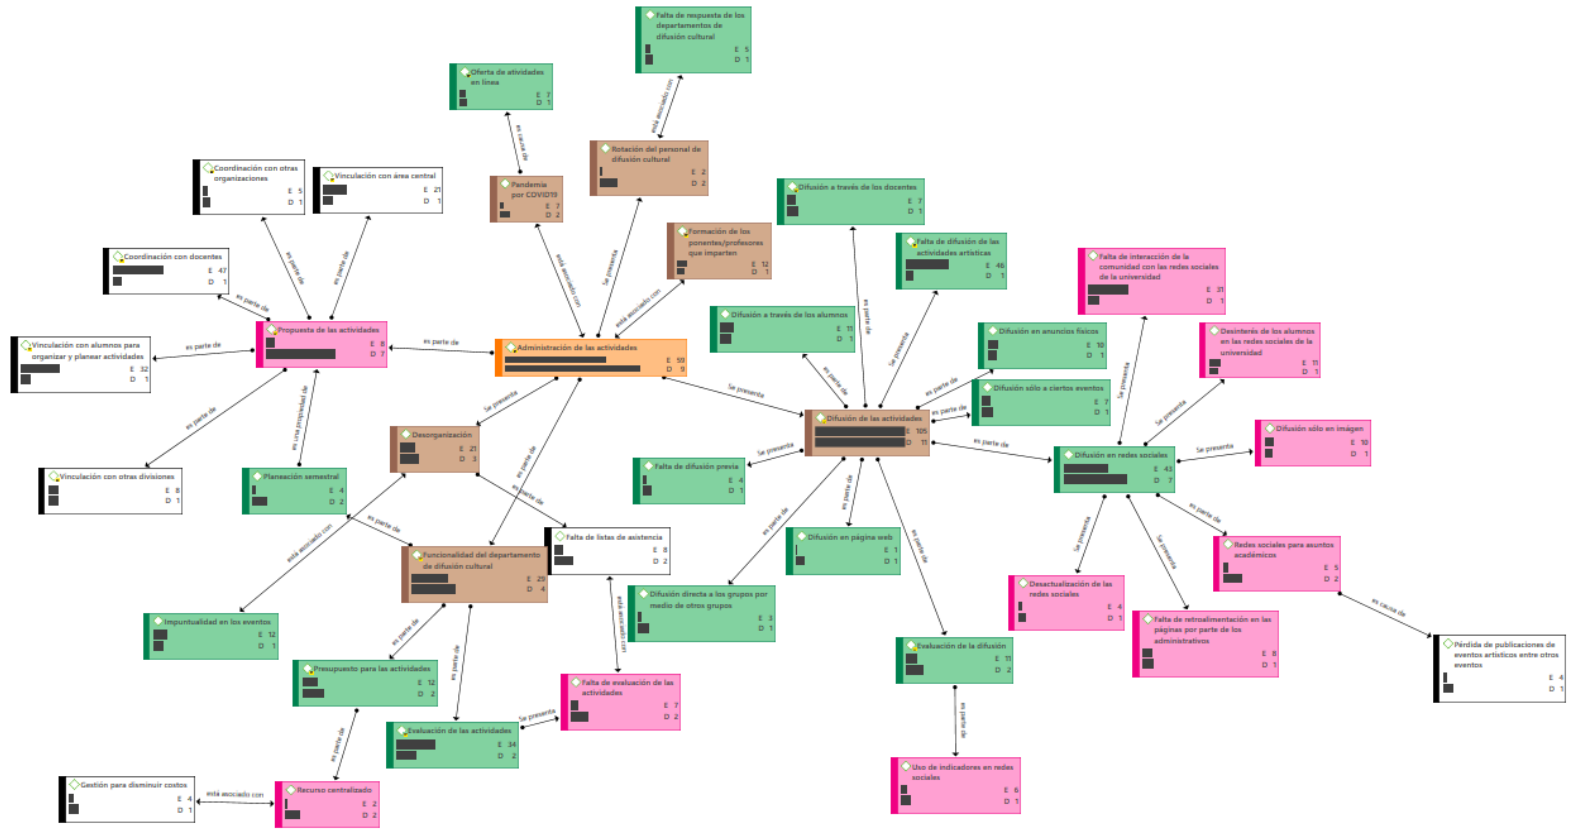 Falta de respuesta de los
departamentos de
difusión cultural
E 5
D 1
Oferta de atividades
en línea
E 7
D 1
está asociado con
es causa de
Rotación del personal de
difusión cultural
E 2
D 2
Coordinación con otras
organizaciones
E 5
D 1
Vinculación con área central
E 21
D 1
Pandemia
por COVID19
E 7
D 2
Difusión a través de los docentes
E 7
D 1
Formación de los
ponentes/profesores
que imparten
E 12
D 1
Falta de difusión de las
actividades artísticas
E 46
D 1
Coordinación con docentes
E 47
D 1
es parte de
es parte de
es parte de
está asociado con
Se presenta
está asociado con
Falta de interacción de la
comunidad con las redes sociales
de la universidad
E 31
D 1
Difusión a través de los alumnos
E 11
D 1
es parte de
Se presenta
Propuesta de las actividades
E 8
D 7
Difusión en anuncios físicos
E 10
D 1
Desinterés de los alumnos
en las redes sociales de la
universidad
E 11
D 1
Vinculación con alumnos para
organizar y planear actividades
E 32
D 1
es parte de
es parte de
Administración de las actividades
E 59
D 9
es parte de
es parte de
Difusión sólo a ciertos eventos
E 7
D 1
es parte de
Se presenta
Se presenta
es parte de
es una propiedad de
Se presenta
Se presenta
Difusión de las actividades
E 105
D 11
Desorganización
E 21
D 3
es parte de
Difusión sólo en imágen
E 10
D 1
Se presenta
Se presenta
es parte de
Difusión en redes sociales
E 43
D 7
Vinculación con otras divisiones
E 8
D 1
Planeación semestral
E 4
D 2
Falta de difusión previa
E 4
D 1
es parte de
es parte de
es parte de
es parte de
es parte de
está asociado con
Falta de listas de asistencia
E 8
D 2
Difusión en página web
E 1
D 1
es parte de
Se presenta
Se presenta
es parte de
Redes sociales para asuntos
académicos
E 5
D 2
Funcionalidad del departamento
de difusión cultural
E 29
D 4
Desactualización de las
redes sociales
E 4
D 1
Difusión directa a los grupos por
medio de otros grupos
E 3
D 1
es causa de
Impuntualidad en los eventos
E 12
D 1
es parte de
es parte de
está asociado con
Falta de retroalimentación en las
páginas por parte de los
administrativos
E 8
D 1
Evaluación de la difusión
E 11
D 2
Pérdida de publicaciones de
eventos artísticos entre otros
eventos
E 4
D 1
Presupuesto para las actividades
E 12
D 2
Falta de evaluación de las
actividades
E 7
D 2
Se presenta
es parte de
Evaluación de las actividades
E 34
D 2
es parte de
Uso de indicadores en redes
sociales
E 6
D 1
Gestión para disminuir costos
E 4
D 1
está asociado con
Recurso centralizado
E 2
D 2